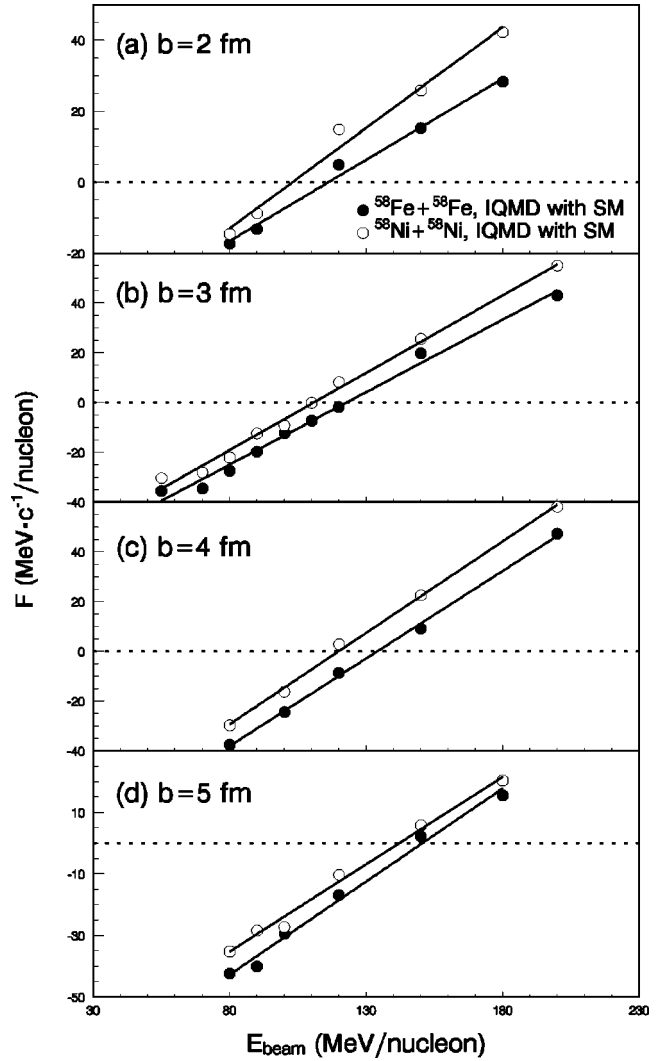 40
(a) b=2 fm
20
0
⁵⁸Fe+⁵⁸Fe, IQMD with SM
⁵⁸Ni+⁵⁸Ni, IQMD with SM
-20
(b) b=3 fm
40
20
0
-20
-40
(c) b=4 fm
40
20
0
-20
-40
(d) b=5 fm
10
-10
-30
-50
30 80 130 180 230
E_beam (MeV/nucleon)
F (MeV·c⁻¹/nucleon)